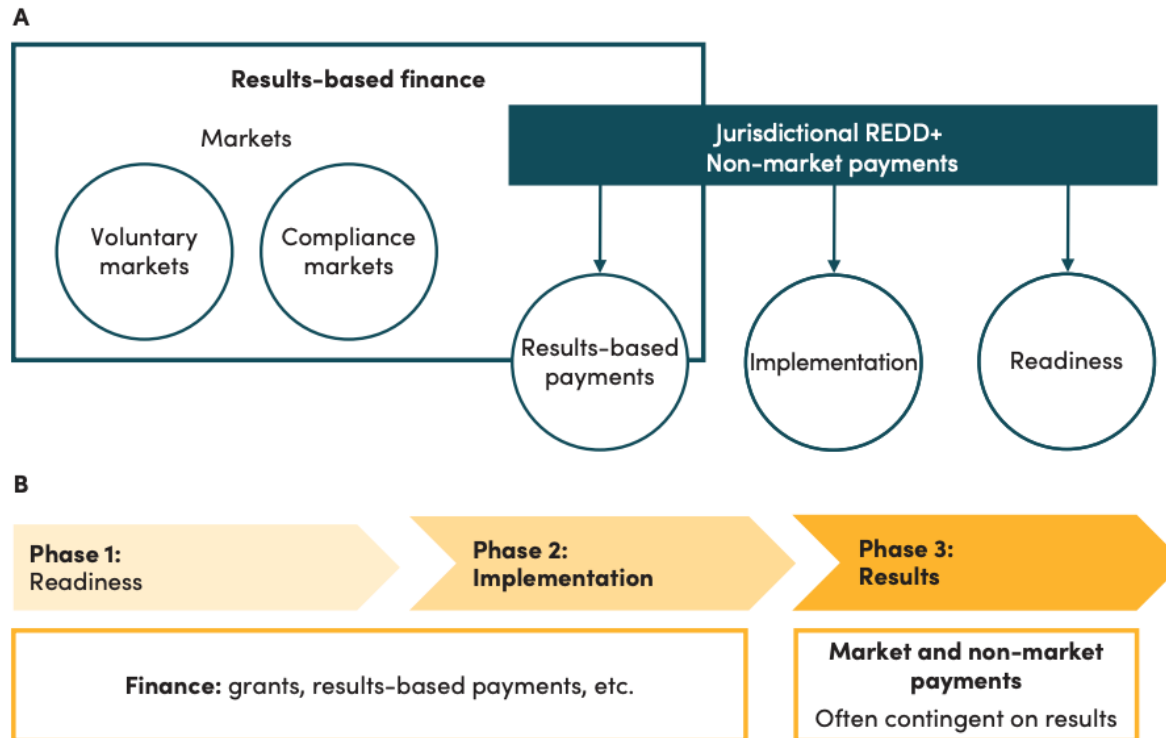 A
Results-based finance
Markets
Jurisdictional REDD+
Non-market payments
Voluntary
markets
Compliance
markets
Results-based
payments
Implementation
Readiness
B
Phase 1:
Readiness
Phase 2:
Implementation
Phase 3:
Results
Finance: grants, results-based payments, etc.
Market and non-market
payments
Often contingent on results